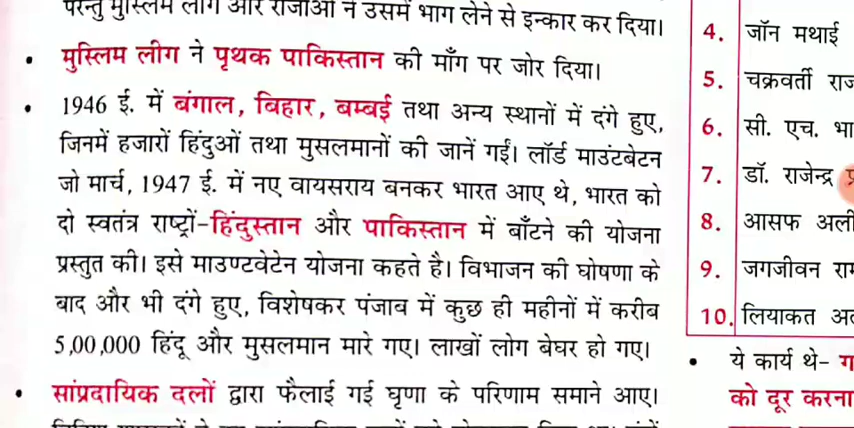 परन्तु मुस्लिम लीग और राजाओं ने उसमें भाग लेने से इन्कार कर दिया।
• मुस्लिम लीग ने पृथक पाकिस्तान की माँग पर जोर दिया।
• 1946 ई. में बंगाल, बिहार, बम्बई तथा अन्य स्थानों में दंगे हुए,
जिनमें हजारों हिंदुओं तथा मुसलमानों की जानें गईं। लॉर्ड माउंटबेटन
जो मार्च, 1947 ई. में नए वायसराय बनकर भारत आए थे, भारत को
दो स्वतंत्र राष्ट्रों-हिंदुस्तान और पाकिस्तान में बाँटने की योजना
प्रस्तुत की। इसे माउण्टवेटेन योजना कहते है। विभाजन की घोषणा के
बाद और भी दंगे हुए, विशेषकर पंजाब में कुछ ही महीनों में करीब
5,00,000 हिंदू और मुसलमान मारे गए। लाखों लोग बेघर हो गए।
• सांप्रदायिक दलों द्वारा फैलाई गई घृणा के परिणाम समाने आए।
4. जॉन मथाई
5. चक्रवर्ती
6. सी. एच.
7. डॉ. राजेन्द्र
8. आसफ अली
9. जगजीवन
10. लियाकत
• ये कार्य थे-
को दूर करना